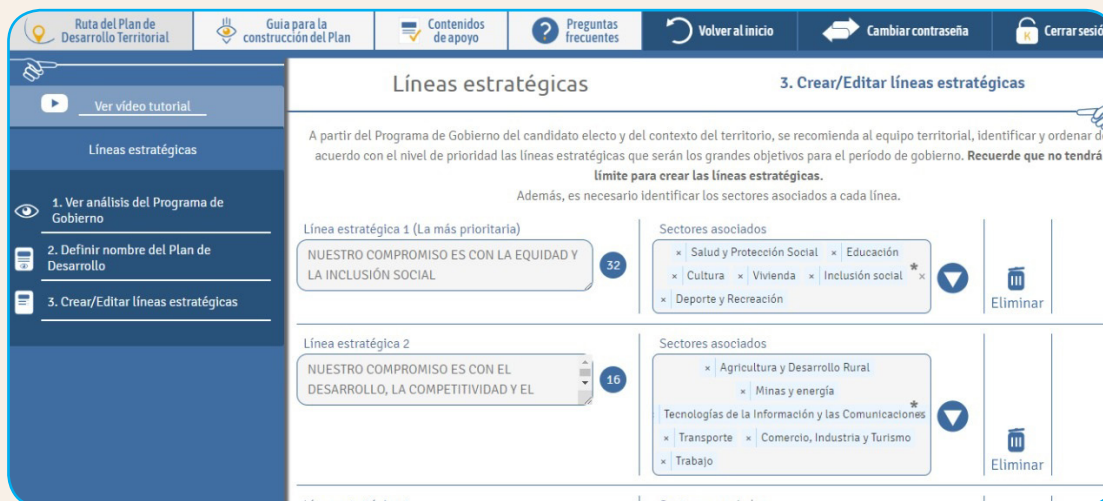 Ruta del Plan de
Desarrollo Territorial
Guia para la
construcción del Plan
Contenidos
de apoyo
Preguntas
frecuentes
Volver al inicio
Cambiar contraseña
K
Cerrar sesió
Ver vídeo tutorial
Líneas estratégicas
1. Ver análisis del Programa de
Gobierno
2. Definir nombre del Plan de
Desarrollo
3. Crear/Editar líneas estratégicas
Líneas estratégicas
3. Crear/Editar líneas estratégicas
A partir del Programa de Gobierno del candidato electo y del contexto del territorio, se recomienda al equipo territorial, identificar y ordenar de
acuerdo con el nivel de prioridad las líneas estratégicas que serán los grandes objetivos para el período de gobierno. Recuerde que no tendrá
límite para crear las líneas estratégicas.
Además, es necesario identificar los sectores asociados a cada línea.
Línea estratégica 1 (La más prioritaria)
NUESTRO COMPROMISO ES CON LA EQUIDAD Y
LA INCLUSIÓN SOCIAL
32
Sectores asociados
× Salud y Protección Social × Educación
× Cultura × Vivienda × Inclusión social * ×
× Deporte y Recreación
Eliminar
Línea estratégica 2
NUESTRO COMPROMISO ES CON EL
DESARROLLO, LA COMPETITIVIDAD Y EL
16
Sectores asociados
× Agricultura y Desarrollo Rural
× Minas y energía
*
Tecnologías de la Información y las Comunicaciones
× Transporte × Comercio, Industria y Turismo
× Trabajo
Eliminar